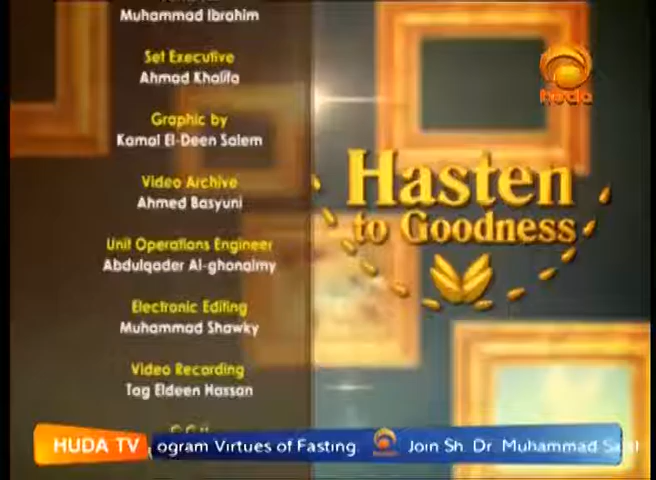 Muhammad Ibrahim
Set Executive
Ahmad Khalifa
Graphic by
Kamal El-Deen Salem
Video Archive
Ahmed Basyuni
Unit Operations Engineer
Abdulqader Al-ghonaimy
Electronic Editing
Muhammad Shawky
Video Recording
Tag Eldeen Hassan
huda
Hasten
to Goodness
HUDA TV
ogram Virtues of Fasting.
Join Sh. Dr. Muhammad